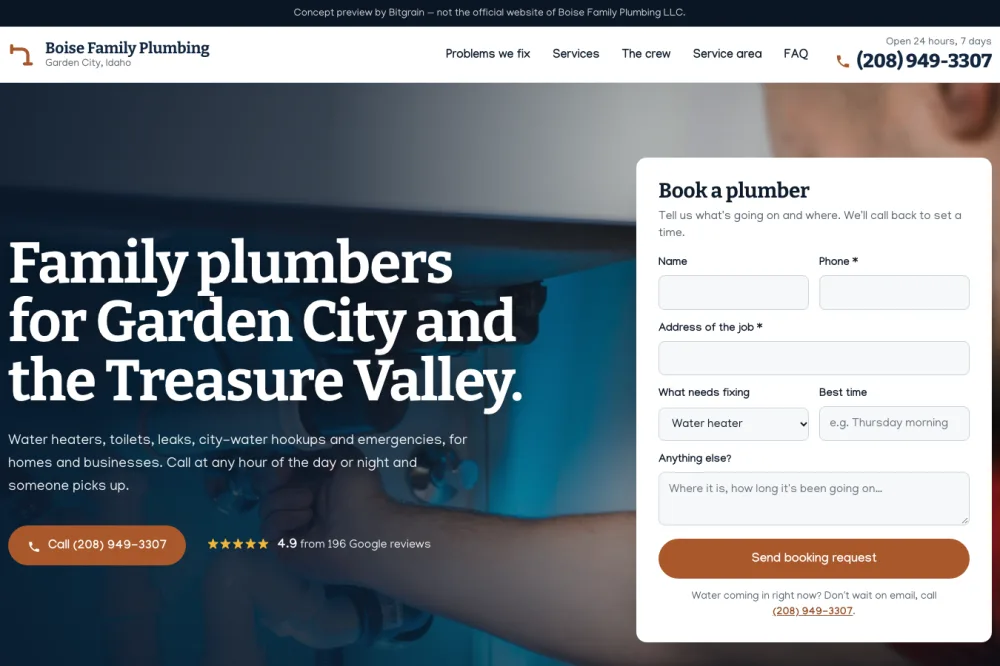 Concept preview by Bitgrain — not the official website of Boise Family Plumbing LLC.
Boise Family Plumbing
Garden City, Idaho
Problems we fix
Services
The crew
Service area
FAQ
Open 24 hours, 7 days
(208) 949-3307
Family plumbers
for Garden City and
the Treasure Valley.
Water heaters, toilets, leaks, city-water hookups and emergencies, for
homes and businesses. Call at any hour of the day or night and
someone picks up.
Call (208) 949-3307
★★★★★ 4.9 from 196 Google reviews
Book a plumber
Tell us what's going on and where. We'll call back to set a
time.
Name
Phone *
Address of the job *
What needs fixing
Best time
Water heater
e.g. Thursday morning
Anything else?
Where it is, how long it's been going on...
Send booking request
Water coming in right now? Don't wait on email, call
(208) 949-3307.